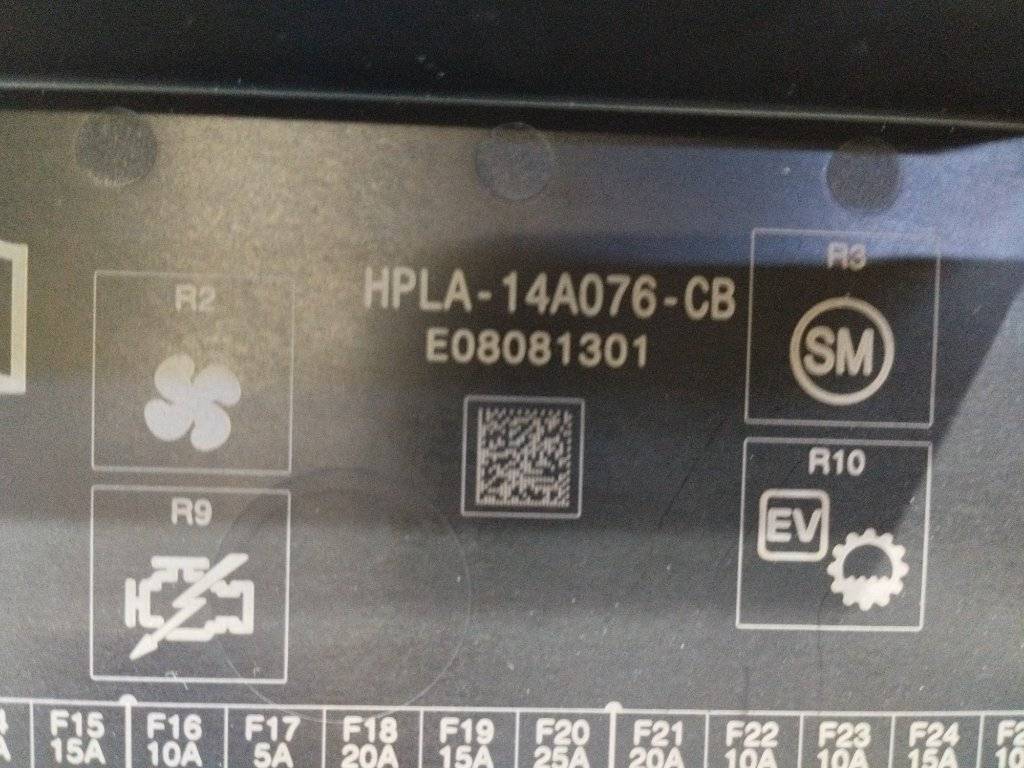 HPLA-14A076-CB
E08081301
R2
R3
SM
R9
R10
EV
F15 F16 F17 F18 F19 F20 F21 F22 F23 F24
15A 10A 5A 20A 15A 25A 20A 10A 10A 15A